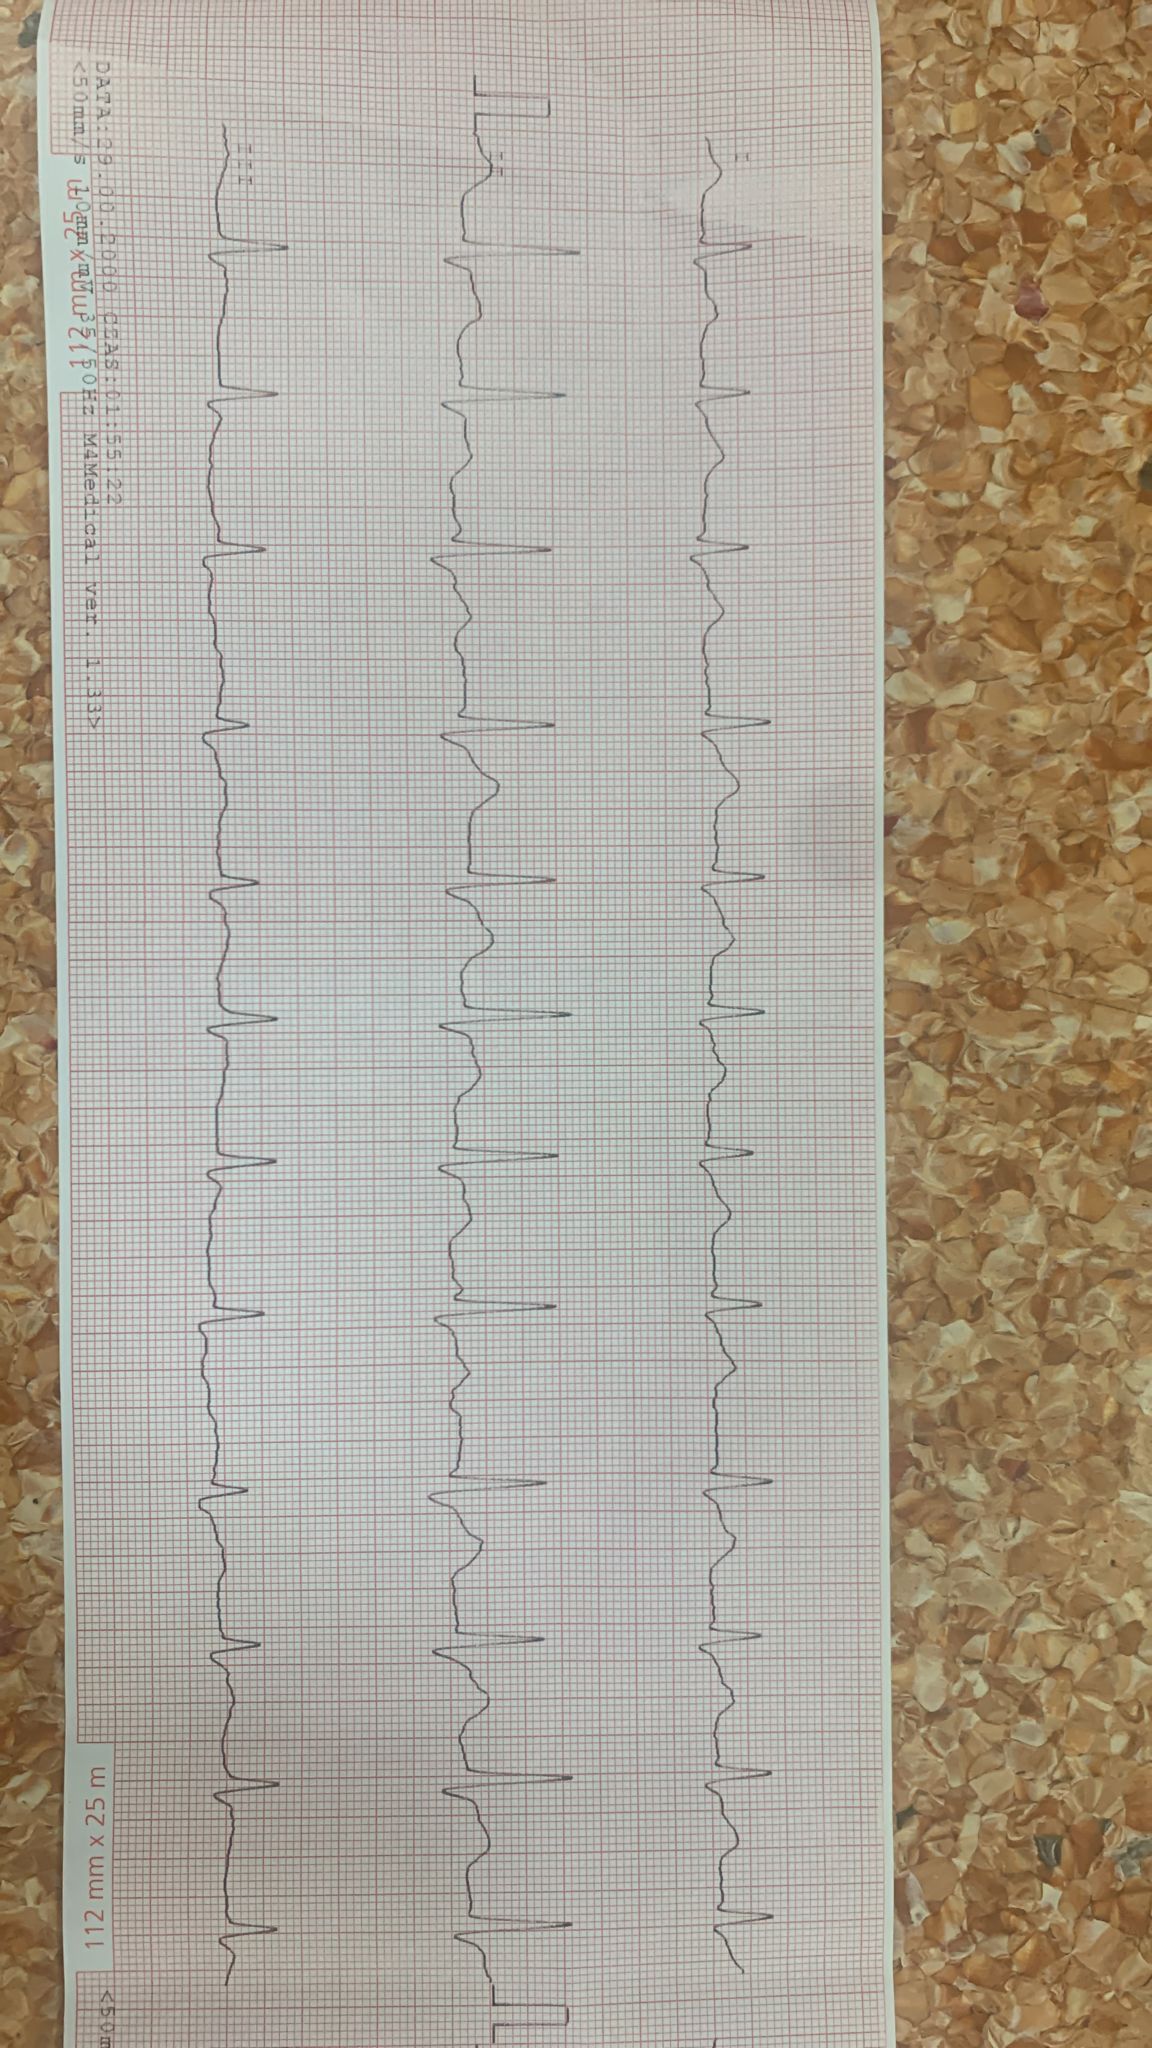 I
II
III
DATA:29.00.2000 CZAS:01:55:22
<50mm/s 10mm/mV 35/50Hz M4Medical ver. 1.33>
112 mm x 25 m
112 mm x 25 m
<50m